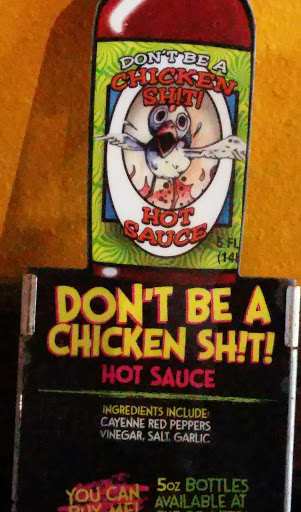 DON'T BE A
CHICKEN
SH!T!
HOT
SAUCE
5 FL
(148
DON'T BE A
CHICKEN SH!T!
HOT SAUCE
INGREDIENTS INCLUDE:
CAYENNE RED PEPPERS
VINEGAR, SALT, GARLIC
YOU CAN
BUY ME!
5oz BOTTLES
AVAILABLE AT